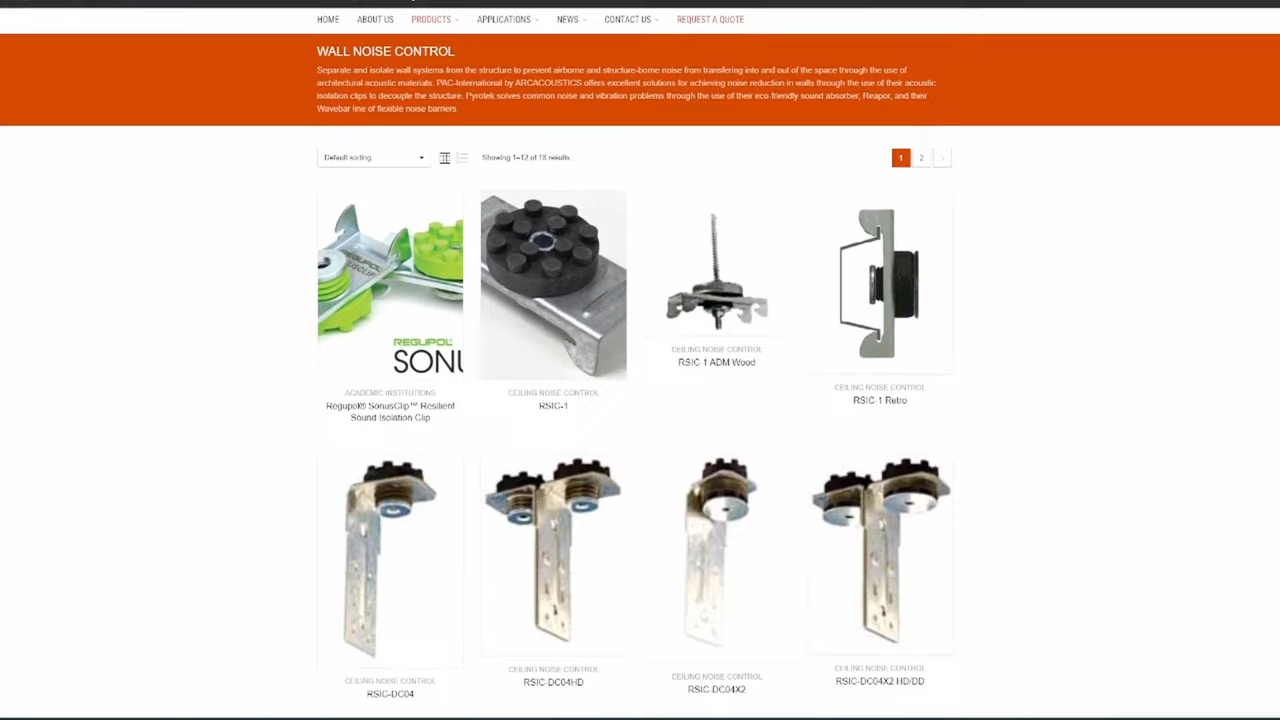 HOME ABOUT US PRODUCTS APPLICATIONS NEWS CONTACT US REQUEST A QUOTE
WALL NOISE CONTROL
Separate and isolate wall systems from the structure to prevent airborne and structure-borne noise from transfering into and out of the space through the use of
architectural acoustic materials. PAC-International by ARCACOUSTICS offers excellent solutions for achieving noise reduction in walls through the use of their acoustic
isolation clips to decouple the structure. Pyrotek solves common noise and vibration problems through the use of their eco friendly sound absorber, Reapor, and their
Wavebar line of flexible noise barriers.
Default sorting Showing 1–12 of 18 results 1 2
REGUPOL
SONUSCLIP
REGUPOL
SONU
ACADEMIC INSTITUTIONS
Regupol® SonusClip™ Resilient
Sound Isolation Clip
CEILING NOISE CONTROL
RSIC-1
CEILING NOISE CONTROL
RSIC-1 ADM Wood
CEILING NOISE CONTROL
RSIC-1 Retro
CEILING NOISE CONTROL
RSIC-DC04
CEILING NOISE CONTROL
RSIC-DC04HD
CEILING NOISE CONTROL
RSIC-DC04X2
CEILING NOISE CONTROL
RSIC-DC04X2 HD/DD